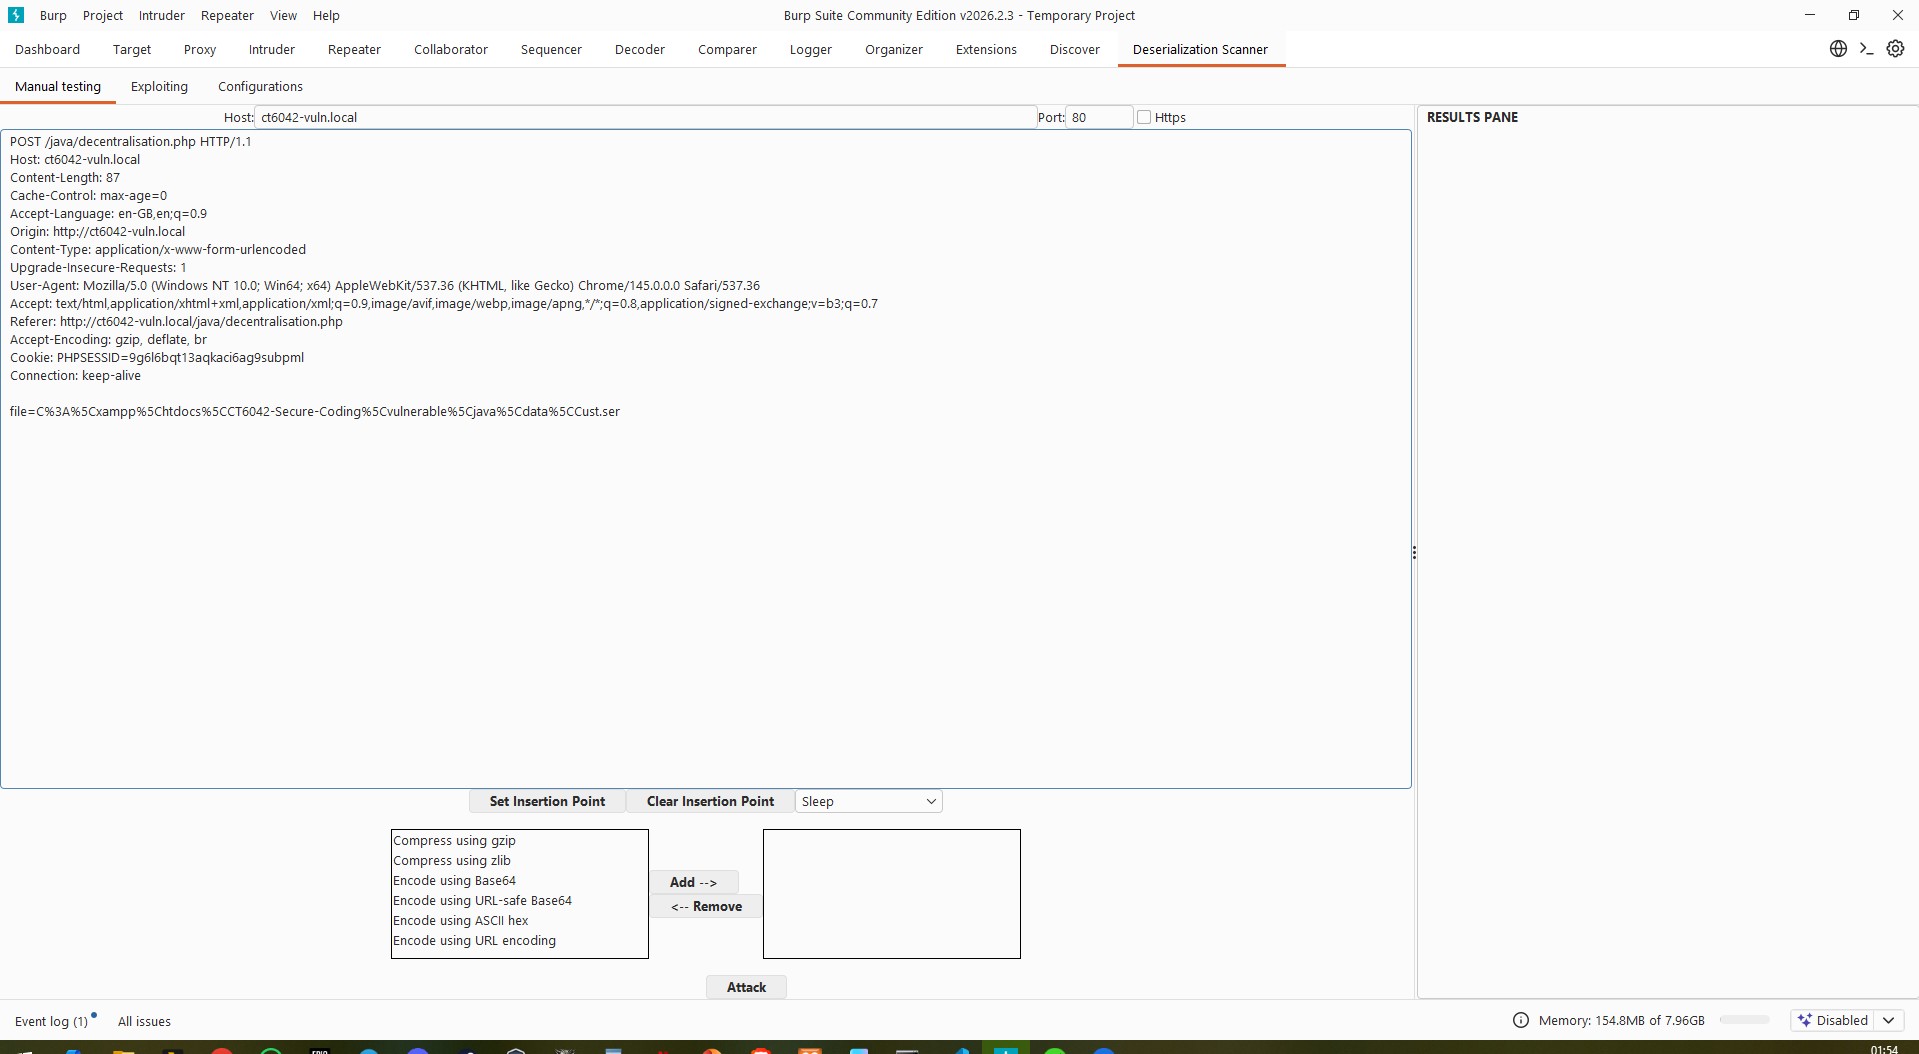 Burp Project Intruder Repeater View Help
Burp Suite Community Edition v2026.2.3 - Temporary Project
Dashboard Target Proxy Intruder Repeater Collaborator Sequencer Decoder Comparer Logger Organizer Extensions Discover Deserialization Scanner
Manual testing Exploiting Configurations
Host: ct6042-vuln.local Port: 80 Https
POST /java/decentralisation.php HTTP/1.1
Host: ct6042-vuln.local
Content-Length: 87
Cache-Control: max-age=0
Accept-Language: en-GB,en;q=0.9
Origin: http://ct6042-vuln.local
Content-Type: application/x-www-form-urlencoded
Upgrade-Insecure-Requests: 1
User-Agent: Mozilla/5.0 (Windows NT 10.0; Win64; x64) AppleWebKit/537.36 (KHTML, like Gecko) Chrome/145.0.0.0 Safari/537.36
Accept: text/html,application/xhtml+xml,application/xml;q=0.9,image/avif,image/webp,image/apng,*/*;q=0.8,application/signed-exchange;v=b3;q=0.7
Referer: http://ct6042-vuln.local/java/decentralisation.php
Accept-Encoding: gzip, deflate, br
Cookie: PHPSESSID=9g6l6bqt13aqkaci6ag9subpml
Connection: keep-alive
file=C%3A%5Cxampp%5Chtdocs%5CCT6042-Secure-Coding%5Cvulnerable%5Cjava%5Cdata%5CCust.ser
RESULTS PANE
Set Insertion Point Clear Insertion Point Sleep
Compress using gzip
Compress using zlib
Encode using Base64
Encode using URL-safe Base64
Encode using ASCII hex
Encode using URL encoding
Add -->
<-- Remove
Attack
Event log (1) All issues
Memory: 154.8MB of 7.96GB
Disabled
01:54